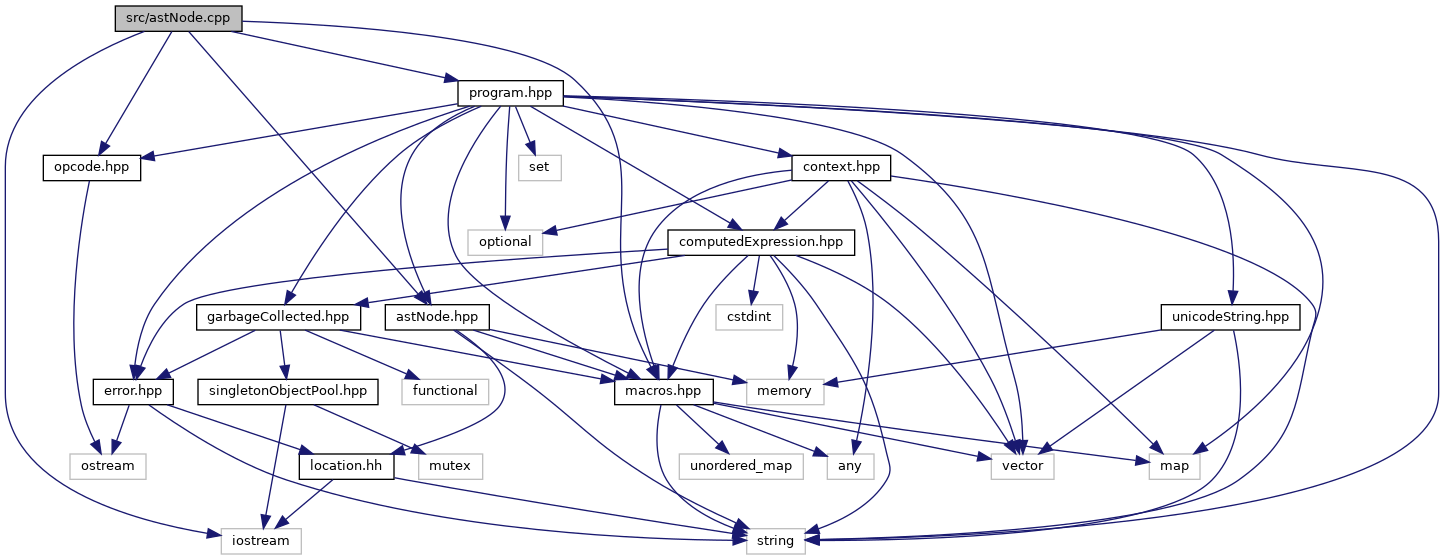 src/astNode.cpp
program.hpp
opcode.hpp
set
context.hpp
optional
computedExpression.hpp
garbageCollected.hpp
astNode.hpp
cstdint
unicodeString.hpp
error.hpp
singletonObjectPool.hpp
functional
macros.hpp
memory
ostream
location.hh
mutex
unordered_map
any
vector
map
iostream
string